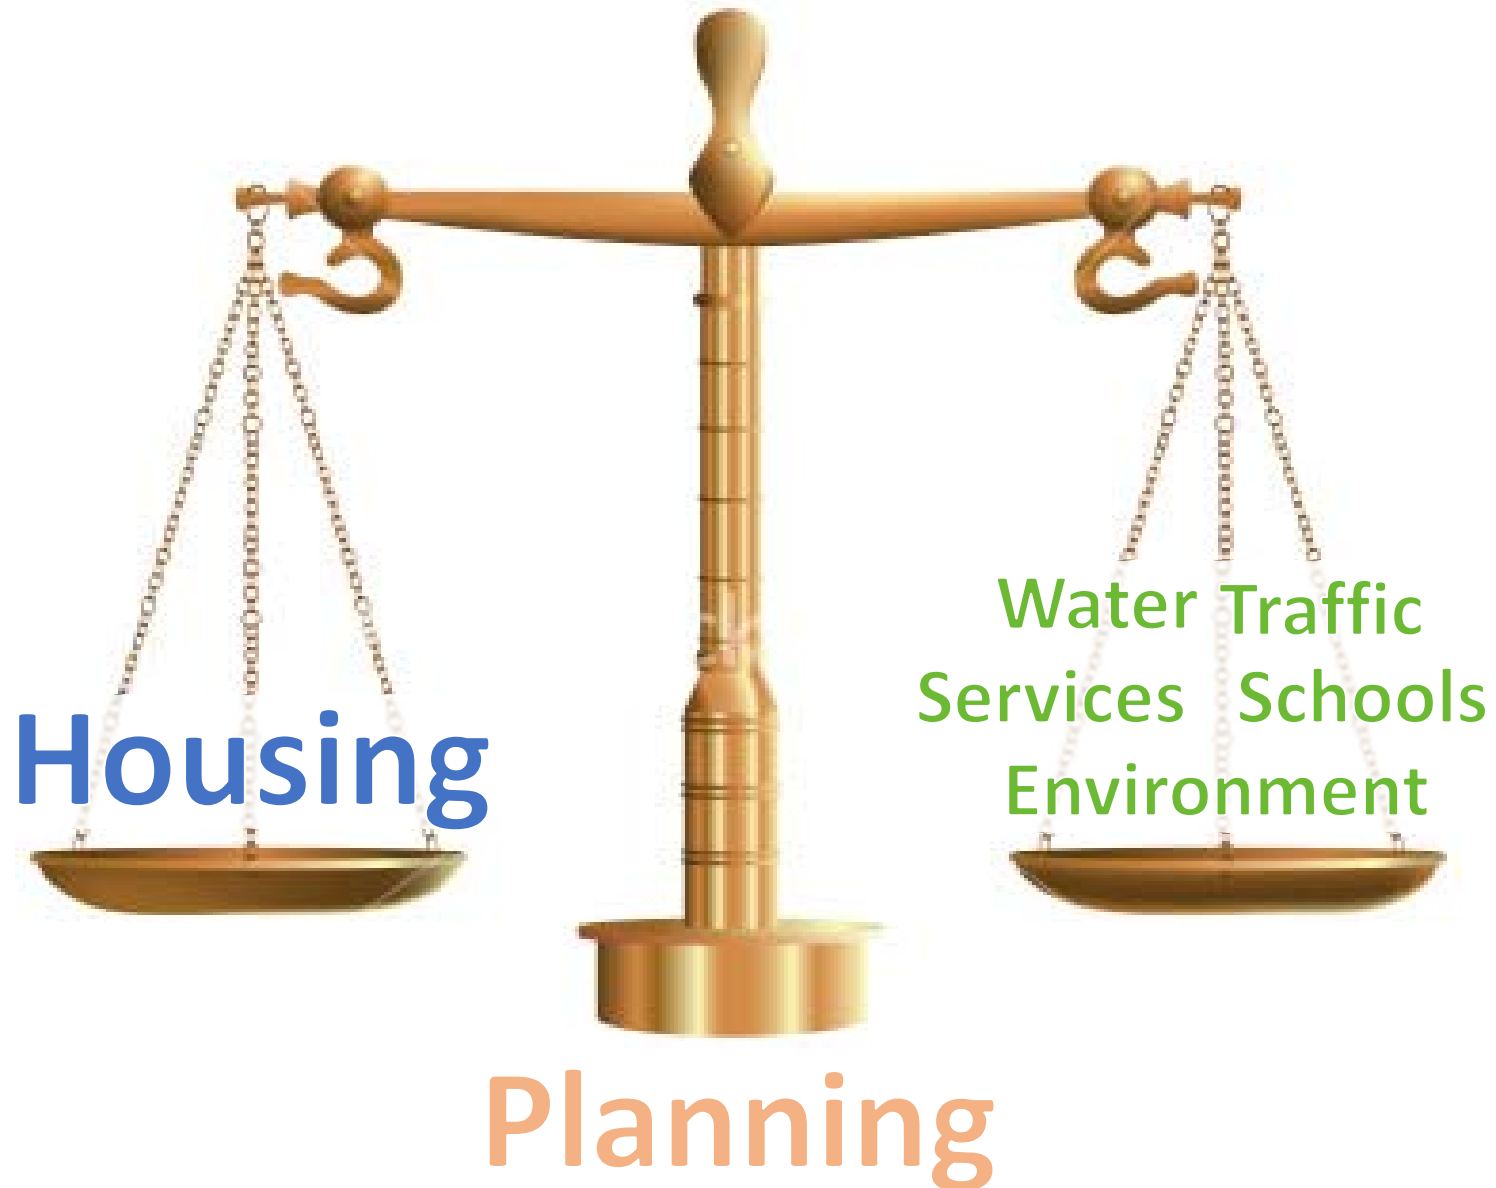 Water Traffic
Services Schools
Housing
Environment
Planning